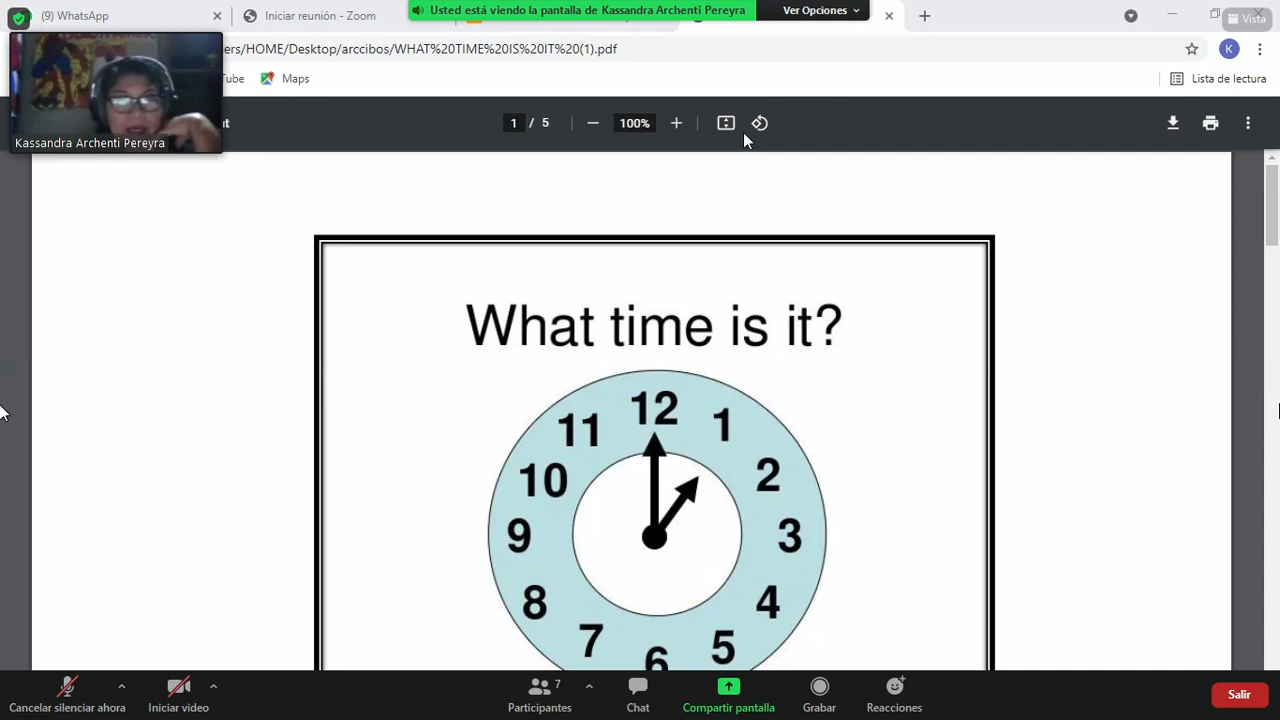 (9) WhatsApp
Iniciar reunión - Zoom
Usted está viendo la pantalla de Kassandra Archenti Pereyra
Ver Opciones
Vista
ers/HOME/Desktop/arccibos/WHAT%20TIME%20IS%20IT%20(1).pdf
K
Tube
Maps
Lista de lectura
nt
1 / 5
100%
Kassandra Archenti Pereyra
What time is it?
12
11
1
10
2
9
3
8
4
7
5
6
Cancelar silenciar ahora
Iniciar video
7
Participantes
Chat
Compartir pantalla
Grabar
Reacciones
Salir